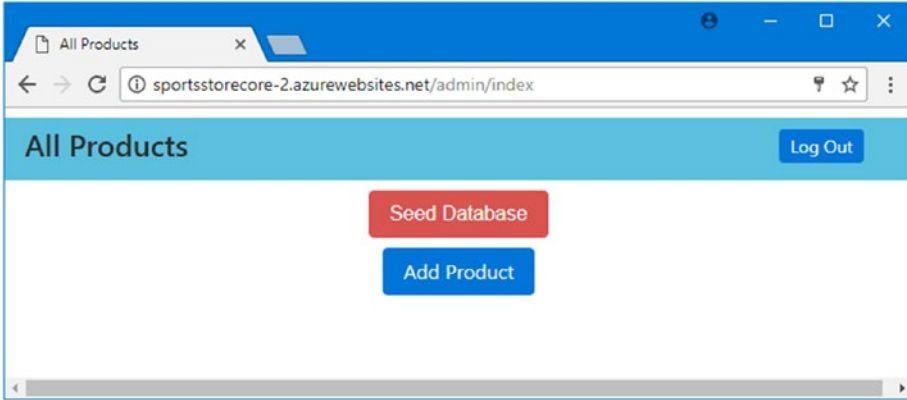 All Products
sportsstorecore-2.azurewebsites.net/admin/index
All Products
Log Out
Seed Database
Add Product